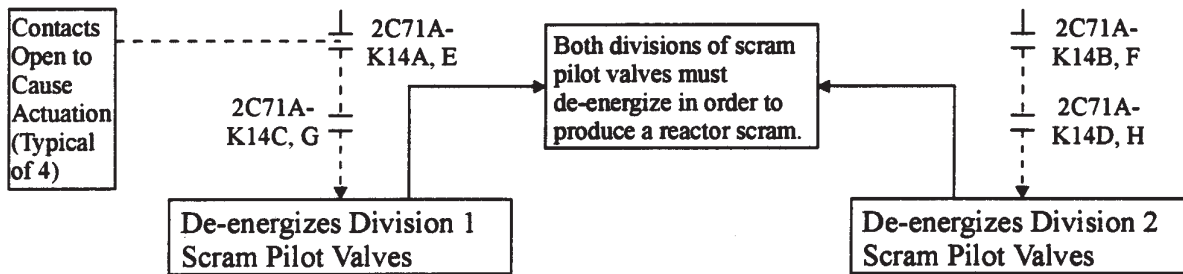 Contacts
Open to
Cause
Actuation
(Typical
of 4)
2C71A-
K14A, E
2C71A-
K14C, G
De-energizes Division 1
Scram Pilot Valves
Both divisions of scram
pilot valves must
de-energize in order to
produce a reactor scram.
2C71A-
K14B, F
2C71A-
K14D, H
De-energizes Division 2
Scram Pilot Valves